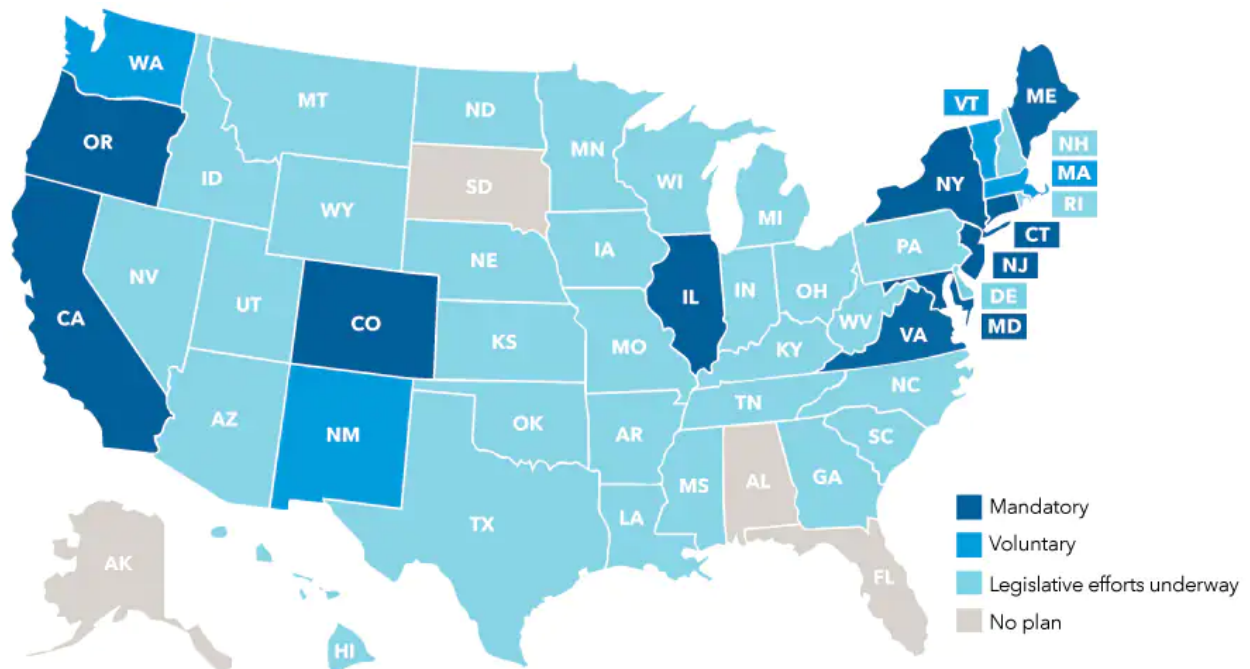 WA
MT
ND
MN
VT
ME
OR
ID
SD
WI
MI
NY
NH
MA
RI
WY
NE
IA
PA
CT
NJ
DE
MD
NV
UT
CO
KS
MO
IL
IN
OH
WV
VA
KY
CA
AZ
NM
OK
AR
TN
NC
SC
TX
LA
MS
AL
GA
AK
HI
FL
Mandatory
Voluntary
Legislative efforts underway
No plan